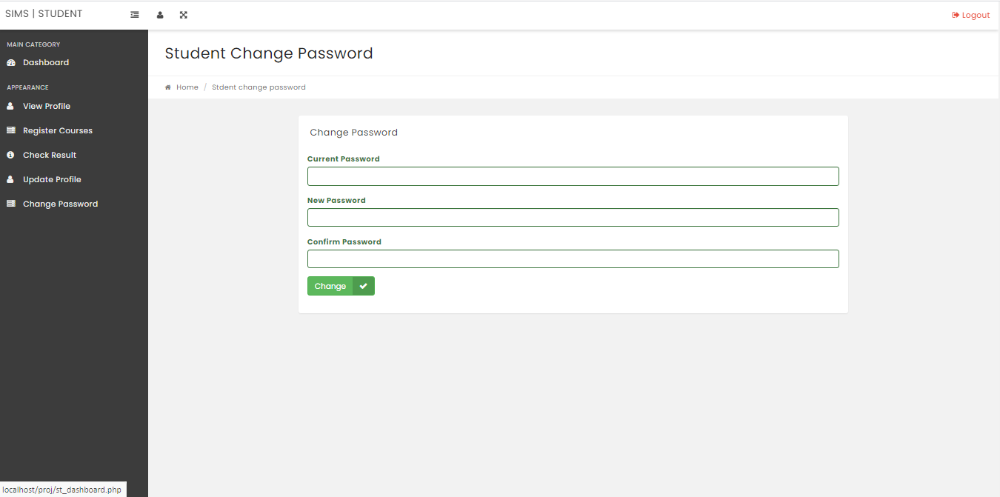 SIMS | STUDENT
Logout
MAIN CATEGORY
Dashboard
APPEARANCE
View Profile
Register Courses
Check Result
Update Profile
Change Password
Student Change Password
Home / Stdent change password
Change Password
Current Password
New Password
Confirm Password
Change
localhost/proj/st_dashboard.php